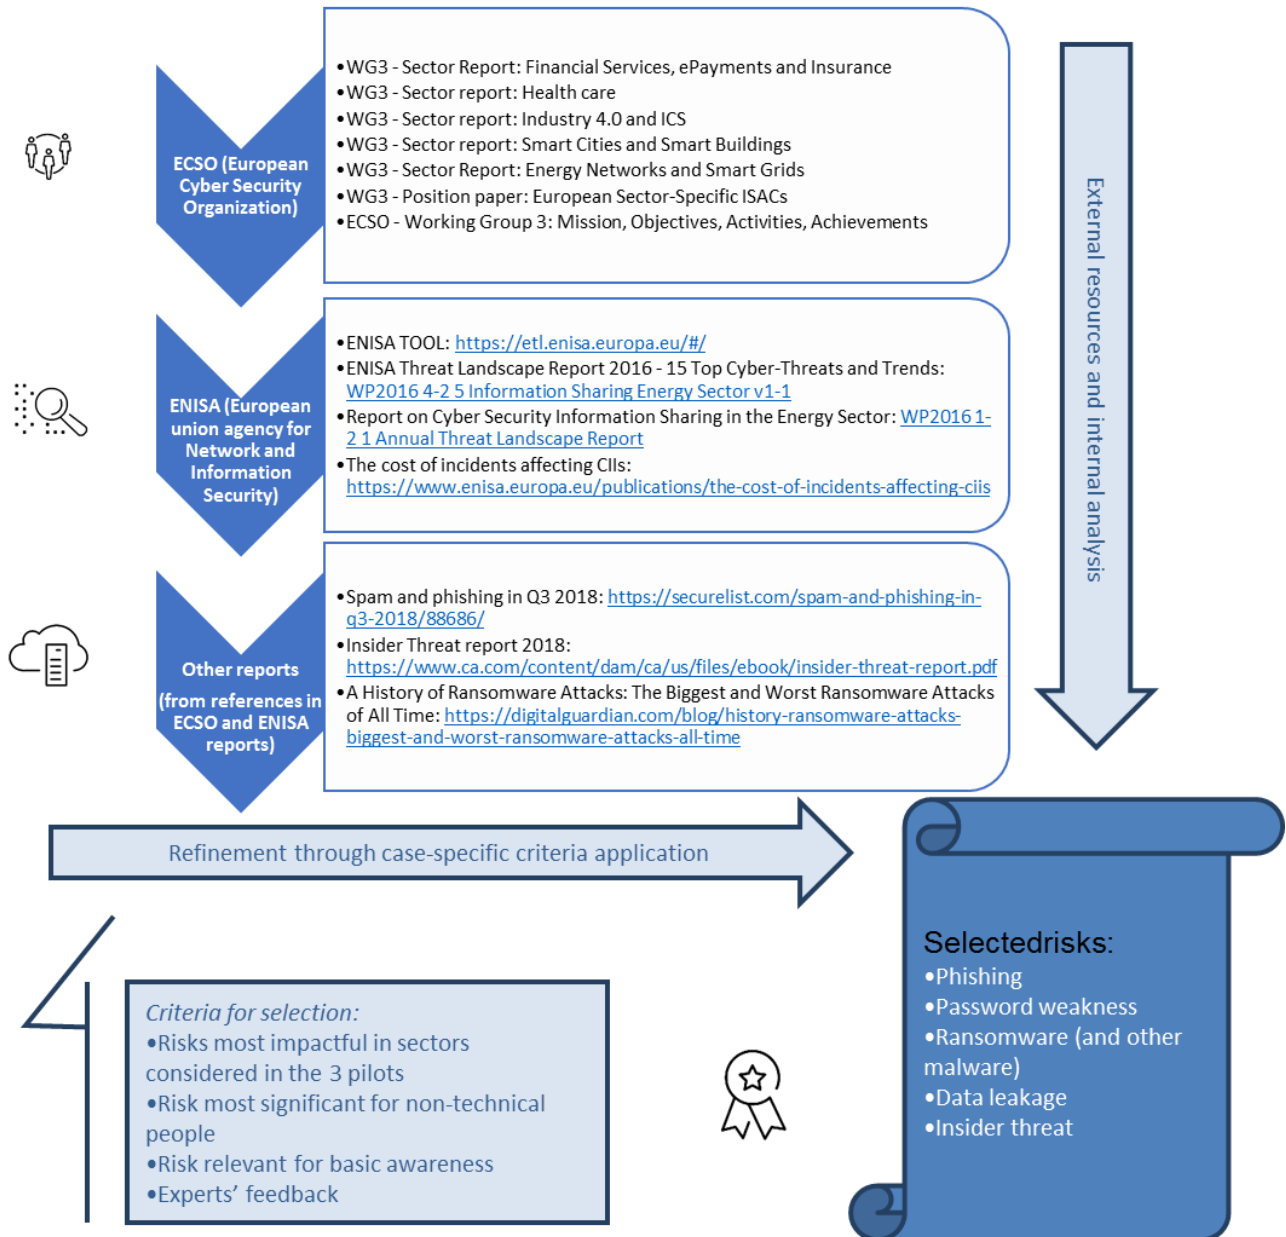 ECSO (European
Cyber Security
Organization)
•WG3 - Sector Report: Financial Services, ePayments and Insurance
•WG3 - Sector report: Health care
•WG3 - Sector report: Industry 4.0 and ICS
•WG3 - Sector report: Smart Cities and Smart Buildings
•WG3 - Sector Report: Energy Networks and Smart Grids
•WG3 - Position paper: European Sector-Specific ISACs
•ECSO - Working Group 3: Mission, Objectives, Activities, Achievements
ENISA (European
union agency for
Network and
Information
Security)
•ENISA TOOL: https://etl.enisa.europa.eu/#/
•ENISA Threat Landscape Report 2016 - 15 Top Cyber-Threats and Trends:
WP2016 4-2 5 Information Sharing Energy Sector v1-1
•Report on Cyber Security Information Sharing in the Energy Sector: WP2016 1-
2 1 Annual Threat Landscape Report
•The cost of incidents affecting CIIs:
https://www.enisa.europa.eu/publications/the-cost-of-incidents-affecting-ciis
Other reports
(from references in
ECSO and ENISA
reports)
•Spam and phishing in Q3 2018: https://securelist.com/spam-and-phishing-in-
q3-2018/88686/
•Insider Threat report 2018:
https://www.ca.com/content/dam/ca/us/files/ebook/insider-threat-report.pdf
•A History of Ransomware Attacks: The Biggest and Worst Ransomware Attacks
of All Time: https://digitalguardian.com/blog/history-ransomware-attacks-
biggest-and-worst-ransomware-attacks-all-time
External resources and internal analysis
Refinement through case-specific criteria application
Criteria for selection:
•Risks most impactful in sectors
considered in the 3 pilots
•Risk most significant for non-technical
people
•Risk relevant for basic awareness
•Experts’ feedback
Selectedrisks:
•Phishing
•Password weakness
•Ransomware (and other
malware)
•Data leakage
•Insider threat